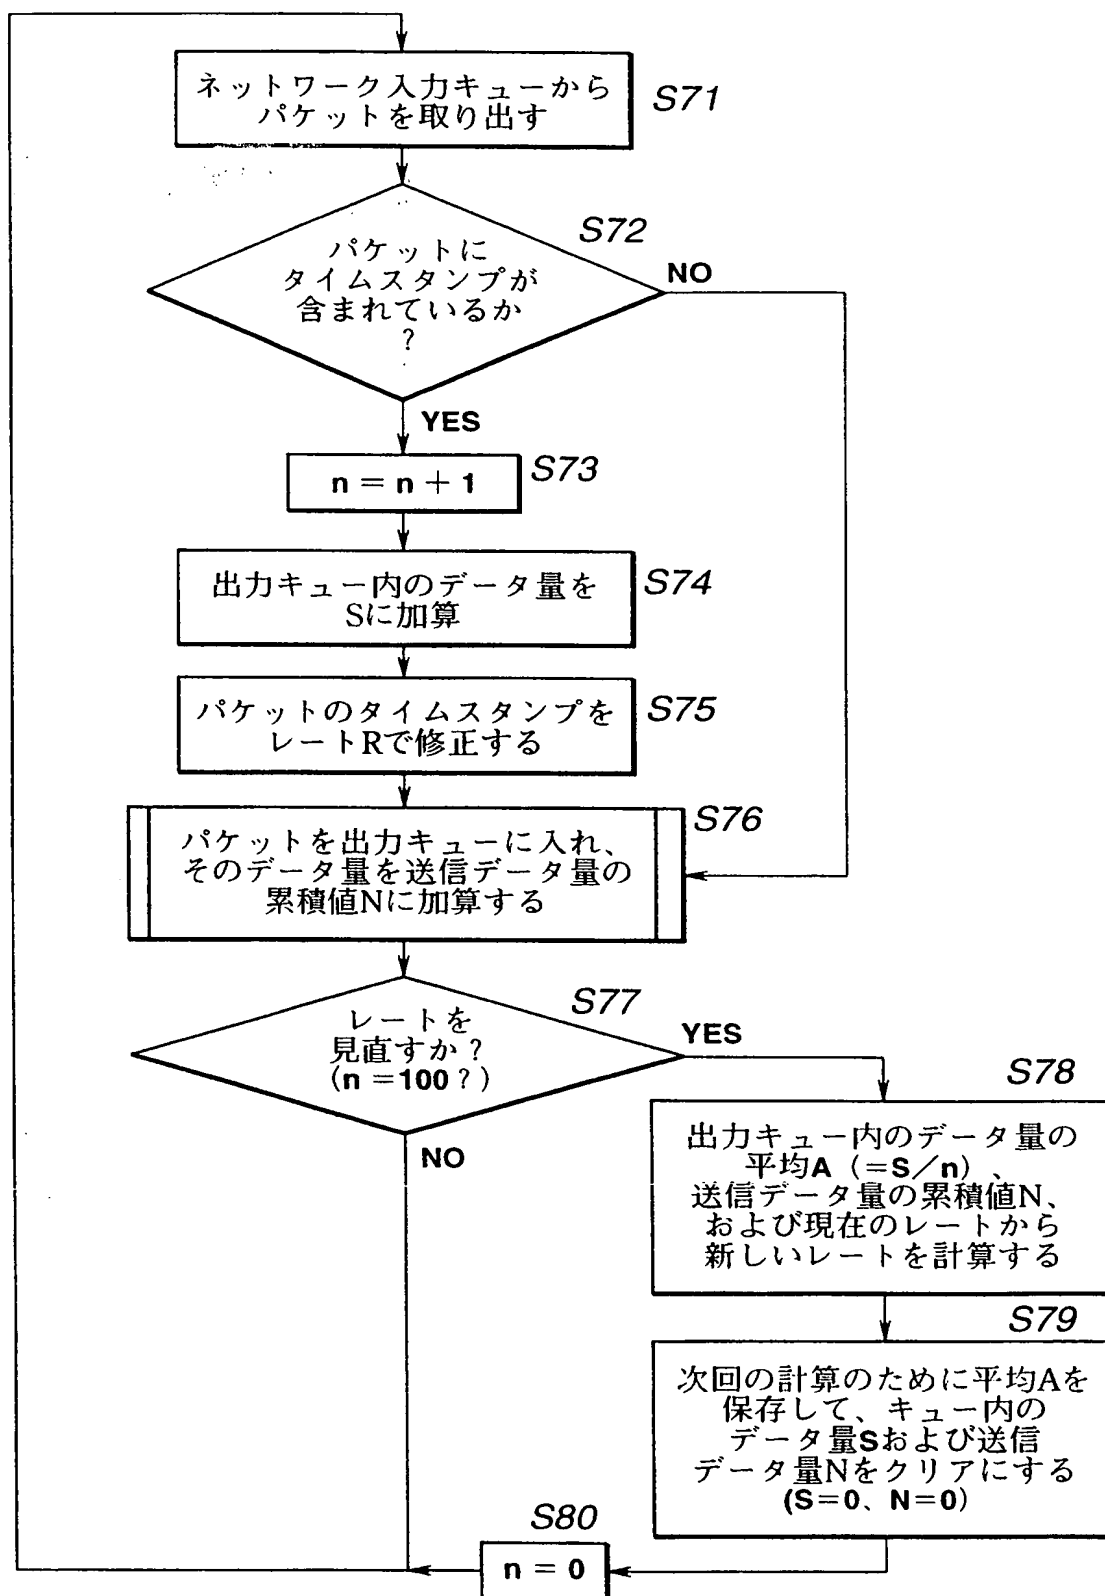 ネットワーク入力キューから
パケットを取り出す
S71
S72
パケットに
タイムスタンプが
含まれているか
?
NO
YES
n = n + 1
S73
出力キュー内のデータ量を
Sに加算
S74
パケットのタイムスタンプを
レートRで修正する
S75
S76
パケットを出力キューに入れ、
そのデータ量を送信データ量の
累積値Nに加算する
S77
レートを
見直すか?
(n=100?)
YES
NO
S78
出力キュー内のデータ量の
平均A (=S/n)、
送信データ量の累積値N、
および現在のレートから
新しいレートを計算する
S79
次回の計算のために平均Aを
保存して、キュー内の
データ量Sおよび送信
データ量Nをクリアにする
(S=0、N=0)
S80
n = 0